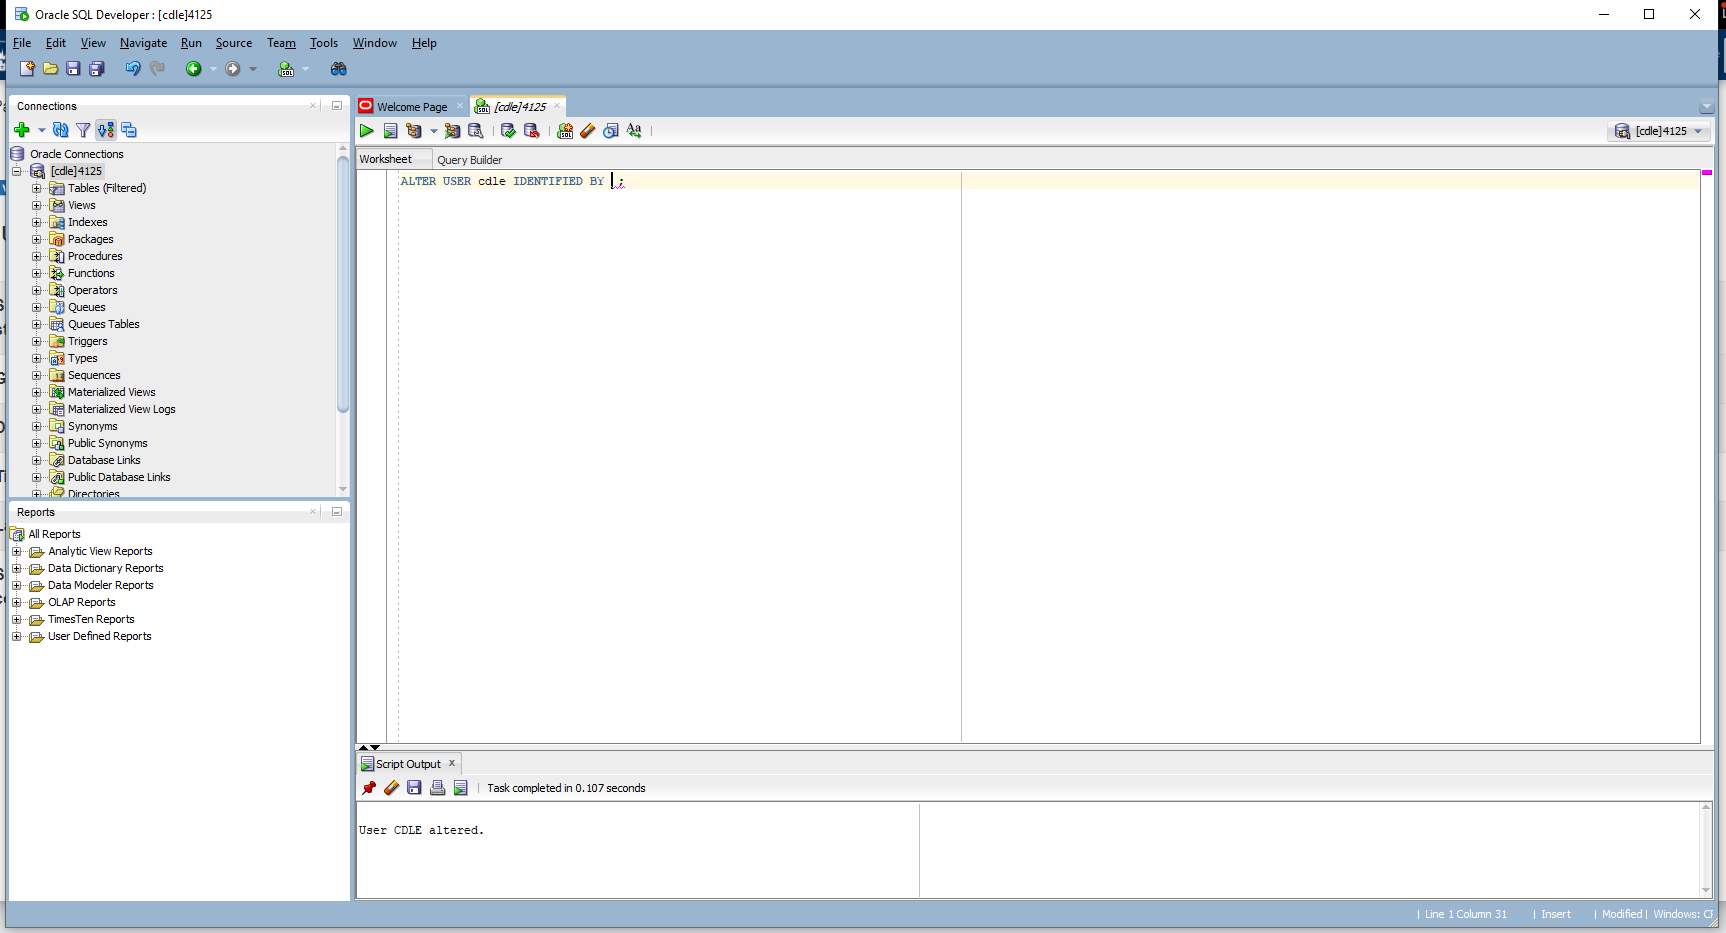 Oracle SQL Developer : [cdle]4125
File Edit View Navigate Run Source Team Tools Window Help
Connections
Oracle Connections
[cdle]4125
Tables (Filtered)
Views
Indexes
Packages
Procedures
Functions
Operators
Queues
Queues Tables
Triggers
Types
Sequences
Materialized Views
Materialized View Logs
Synonyms
Public Synonyms
Database Links
Public Database Links
Directories
Reports
All Reports
Analytic View Reports
Data Dictionary Reports
Data Modeler Reports
OLAP Reports
TimesTen Reports
User Defined Reports
Welcome Page [cdle]4125
[cdle]4125
Worksheet Query Builder
ALTER USER cdle IDENTIFIED BY ;
Script Output
Task completed in 0.107 seconds
User CDLE altered.
| Line 1 Column 31 | Insert | Modified | Windows: